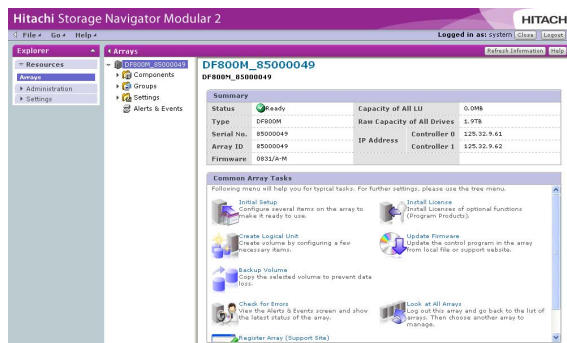 Hitachi Storage Navigator Modular 2
HITACH
File Go Help
Logged in as: system Close Logout
Explorer
Arrays
Refresh Information Help
Resources
Arrays
Administration
Settings
DF800M_85000049
Components
Groups
Settings
Alerts & Events
DF800M_85000049
DF800M_85000049
Summary
Status Ready Capacity of All LU 0.0MB
Type DF800M Raw Capacity of All Drives 1.9TB
Serial No. 85000049 IP Address Controller 0 125.32.9.61
Array ID 85000049 Controller 1 125.32.9.62
Firmware 0831/A-M
Common Array Tasks
Following menu will help you for typical tasks. For further settings, please use the tree menu.
Initial Setup
Configure several items on the array to
make it ready to use.
Install License
Install Licenses of optional functions
(Program Products).
Create Logical Unit
Create volume by configuring a few
necessary items.
Update Firmware
Update the control program in the array
from local file or support website.
Backup Volume
Copy the selected volume to prevent data
loss.
Check for Errors
View the Alerts & Events screen and show
the latest status of the array.
Look at All Arrays
Log out this array and go back to the list of
arrays. Then choose another array to
manage.
Register Array (Support Site)